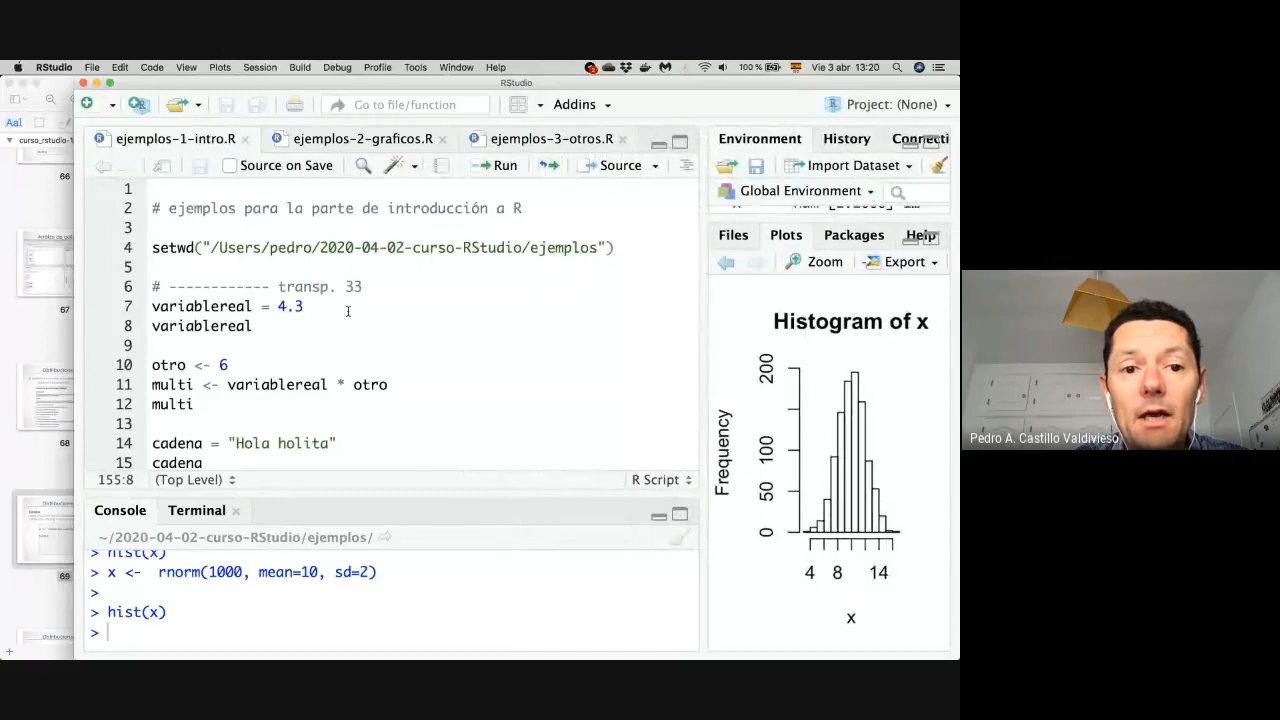 RStudio File Edit Code View Plots Session Build Debug Profile Tools Window Help 100 % Vie 3 abr 13:20
RStudio
Go to file/function Addins Project: (None)
Aa
curso_rstudio-1
66
67
68
69
ejemplos-1-intro.R ejemplos-2-graficos.R ejemplos-3-otros.R
Source on Save Run Source
1
2 # ejemplos para la parte de introducción a R
3
4 setwd("/Users/pedro/2020-04-02-curso-RStudio/ejemplos")
5
6 # ------------ transp. 33
7 variablereal = 4.3
8 variablereal
9
10 otro <- 6
11 multi <- variablereal * otro
12 multi
13
14 cadena = "Hola holita"
15 cadena
155:8 (Top Level) R Script
Console Terminal
~/2020-04-02-curso-RStudio/ejemplos/
> hist(x)
> x <- rnorm(1000, mean=10, sd=2)
>
> hist(x)
>
Environment History Connecti
Import Dataset
Global Environment
Files Plots Packages Help
Zoom Export
Histogram of x
Frequency
200
100
50
0
4 8 14
x
Pedro A. Castillo Valdivieso